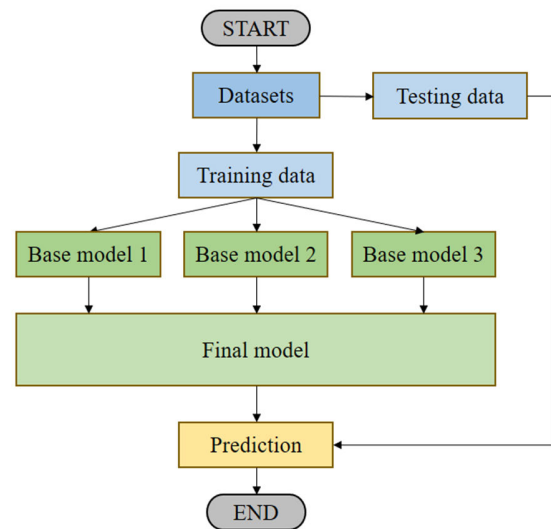 START
Datasets
Testing data
Training data
Base model 1
Base model 2
Base model 3
Final model
Prediction
END